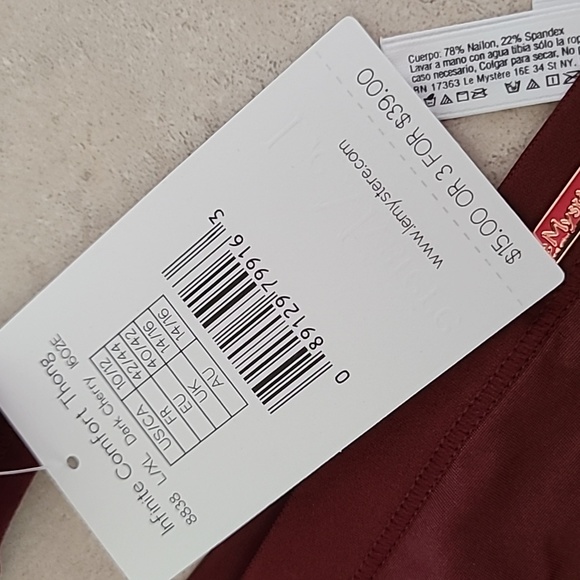 Infinite Comfort Thong
8838 L/XL Dark Cherry IS02E
US/CA 10/12
FR 42/44
EU 40/42
UK 14/16
AU 14/16
0 89129 79916 3
www.lemystere.com
$15.00 OR 3 FOR $39.00
Cuerpo: 78% Nailon, 22% Spandex
Lavar a mano con agua tibia sólo la rop
caso necesario, Colgar para secar. No
RN 17363 Le Mystère 16E 34 St NY.